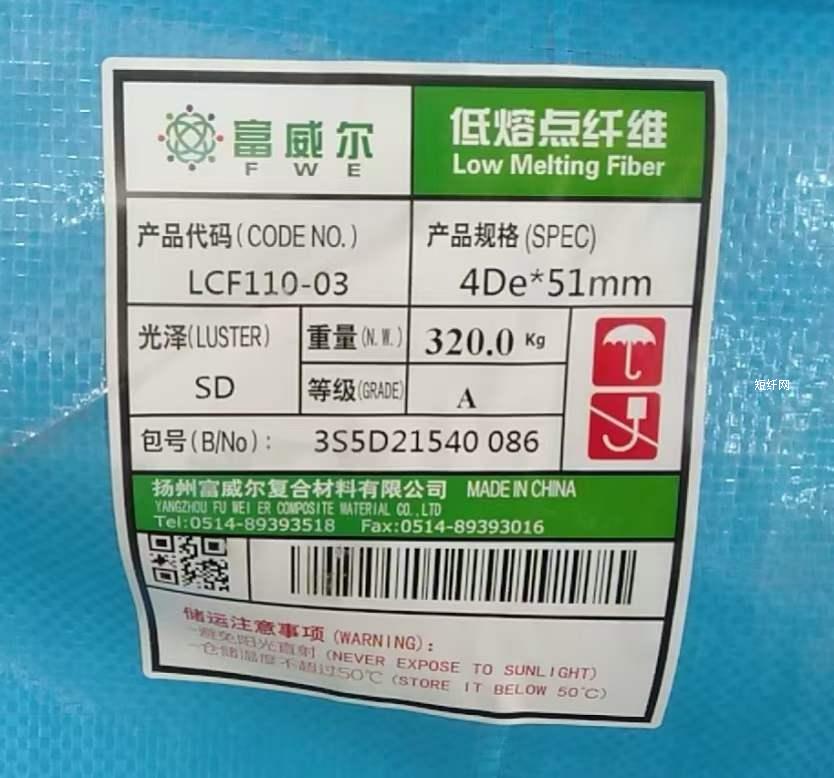 富威尔
FWE
低熔点纤维
Low Melting Fiber
产品代码(CODE NO.)
LCF110-03
产品规格(SPEC)
4De*51mm
光泽(LUSTER)
SD
重量(N.W.)
320.0 Kg
等级(GRADE)
A
包号(B/No): 3S5D21540 086
扬州富威尔复合材料有限公司 MADE IN CHINA
YANGZHOU FU WEI ER COMPOSITE MATERIAL CO.,LTD
Tel:0514-89393518 Fax:0514-89393016
储运注意事项(WARNING):
一避免阳光直射(NEVER EXPOSE TO SUNLIGHT)
一仓储温度不超过50℃(STORE IT BELOW 50℃)
短纤网